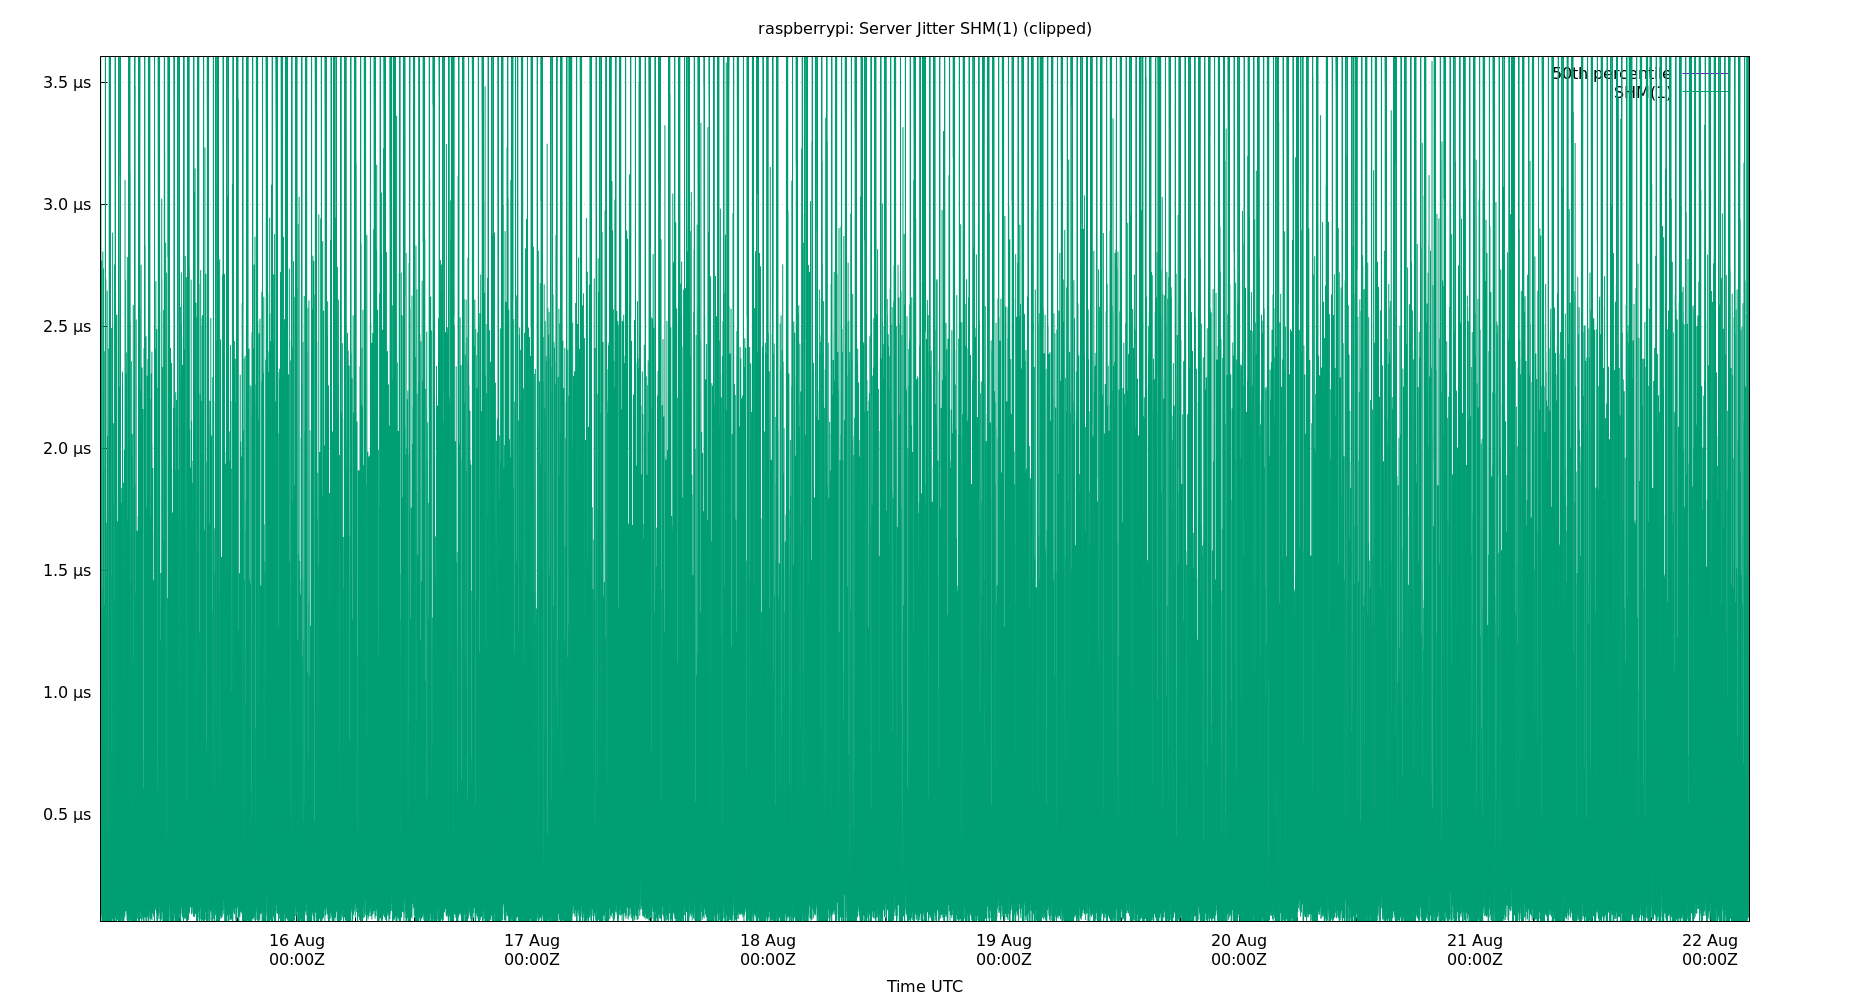 raspberrypi: Server Jitter SHM(1) (clipped)
3.5 µs
3.0 µs
2.5 µs
2.0 µs
1.5 µs
1.0 µs
0.5 µs
50th percentile
SHM(1)
16 Aug
00:00Z
17 Aug
00:00Z
18 Aug
00:00Z
19 Aug
00:00Z
20 Aug
00:00Z
21 Aug
00:00Z
22 Aug
00:00Z
Time UTC